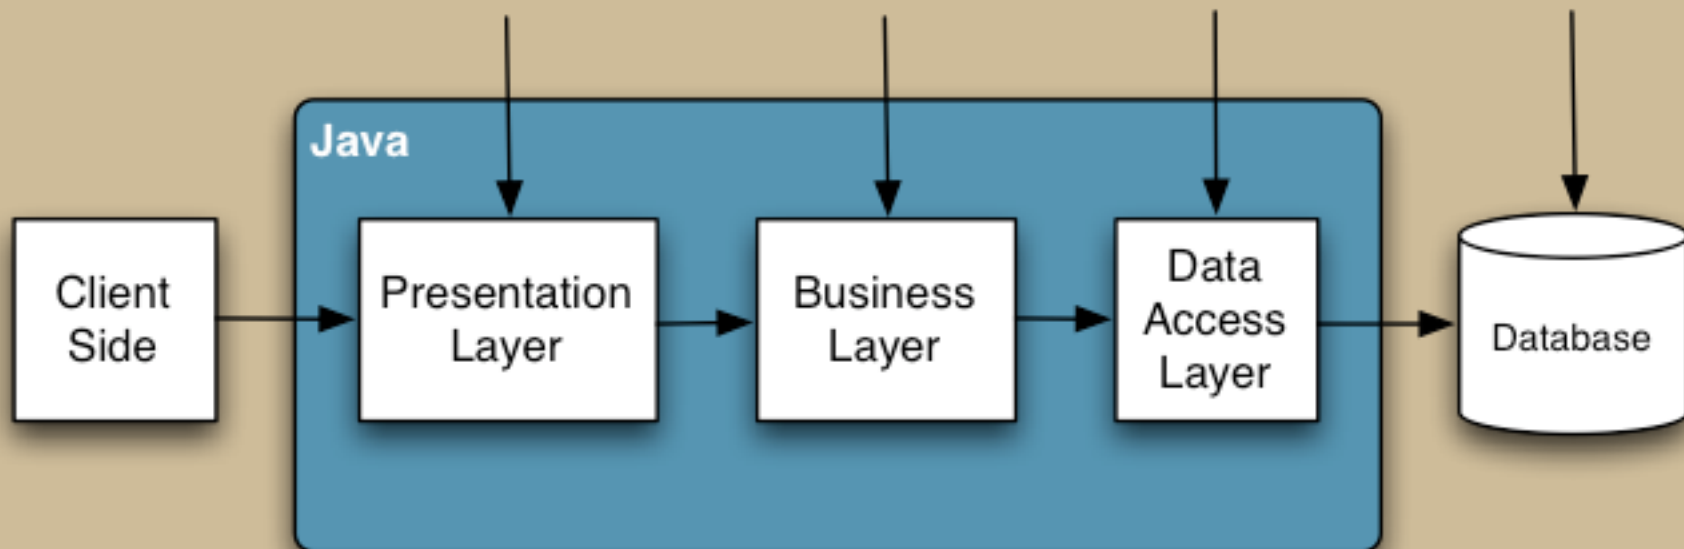 Java
Client
Side
Presentation
Layer
Business
Layer
Data
Access
Layer
Database